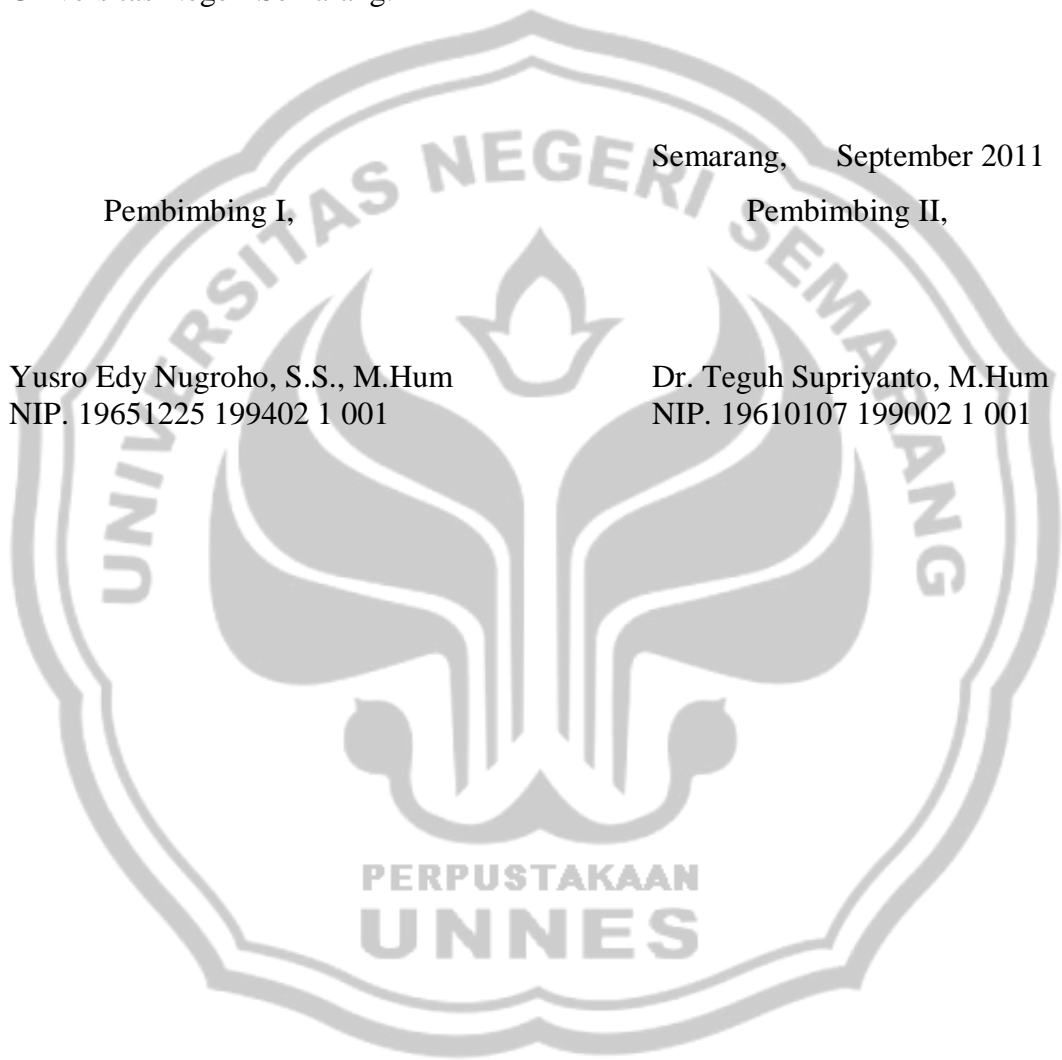 Semarang, September 2011
Pembimbing I, Pembimbing II,
Yusro Edy Nugroho, S.S., M.Hum Dr. Teguh Supriyanto, M.Hum
NIP. 19651225 199402 1 001 NIP. 19610107 199002 1 001
UNIVERSITAS NEGERI SEMARANG
PERPUSTAKAAN
UNNES